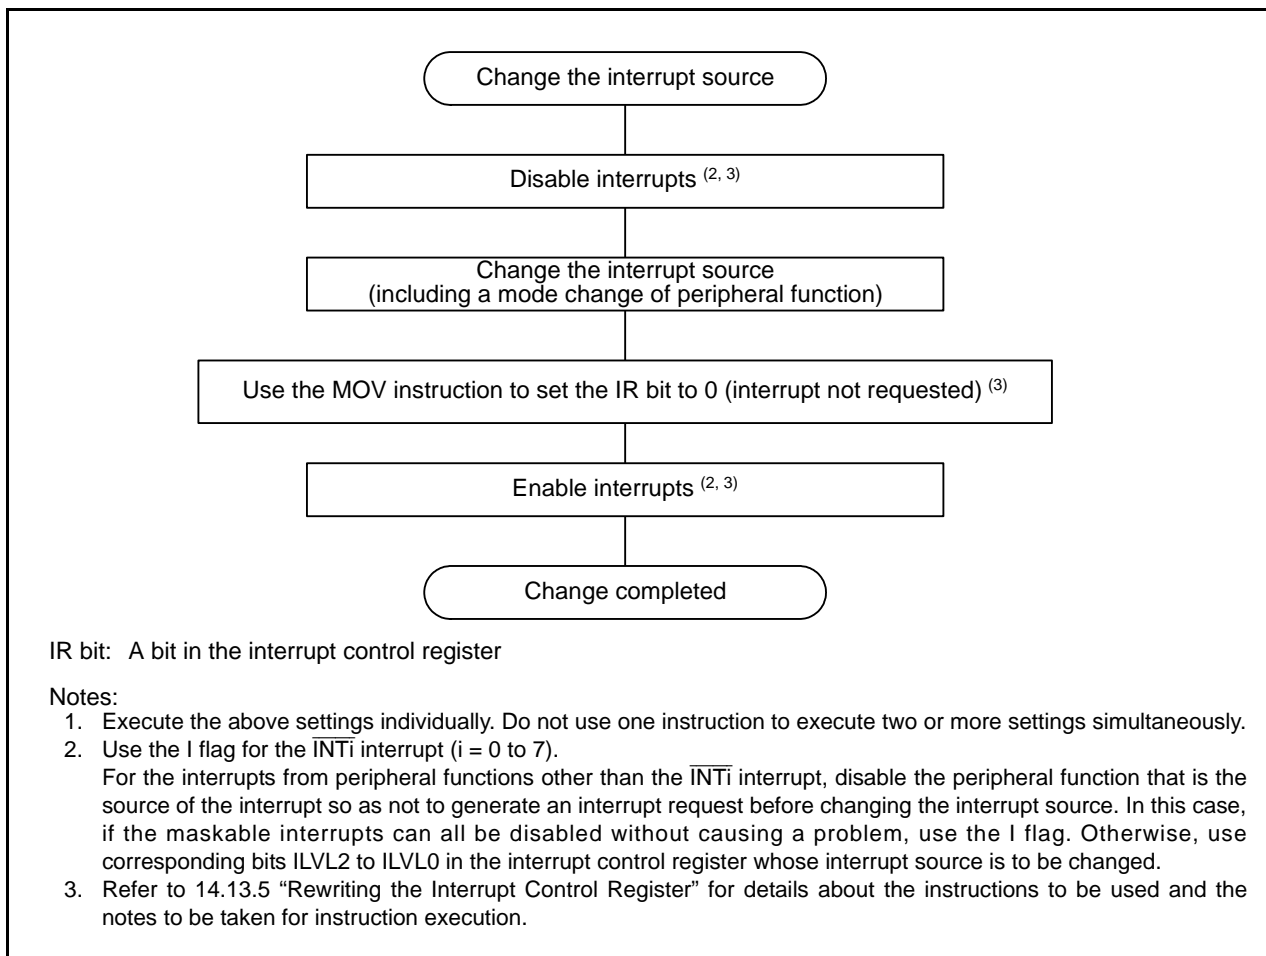 Change the interrupt source
Disable interrupts (2, 3)
Change the interrupt source
(including a mode change of peripheral function)
Use the MOV instruction to set the IR bit to 0 (interrupt not requested) (3)
Enable interrupts (2, 3)
Change completed
IR bit: A bit in the interrupt control register
Notes:
1. Execute the above settings individually. Do not use one instruction to execute two or more settings simultaneously.
2. Use the I flag for the I̅N̅T̅i̅ interrupt (i = 0 to 7).
For the interrupts from peripheral functions other than the I̅N̅T̅i̅ interrupt, disable the peripheral function that is the
source of the interrupt so as not to generate an interrupt request before changing the interrupt source. In this case,
if the maskable interrupts can all be disabled without causing a problem, use the I flag. Otherwise, use
corresponding bits ILVL2 to ILVL0 in the interrupt control register whose interrupt source is to be changed.
3. Refer to 14.13.5 “Rewriting the Interrupt Control Register” for details about the instructions to be used and the
notes to be taken for instruction execution.